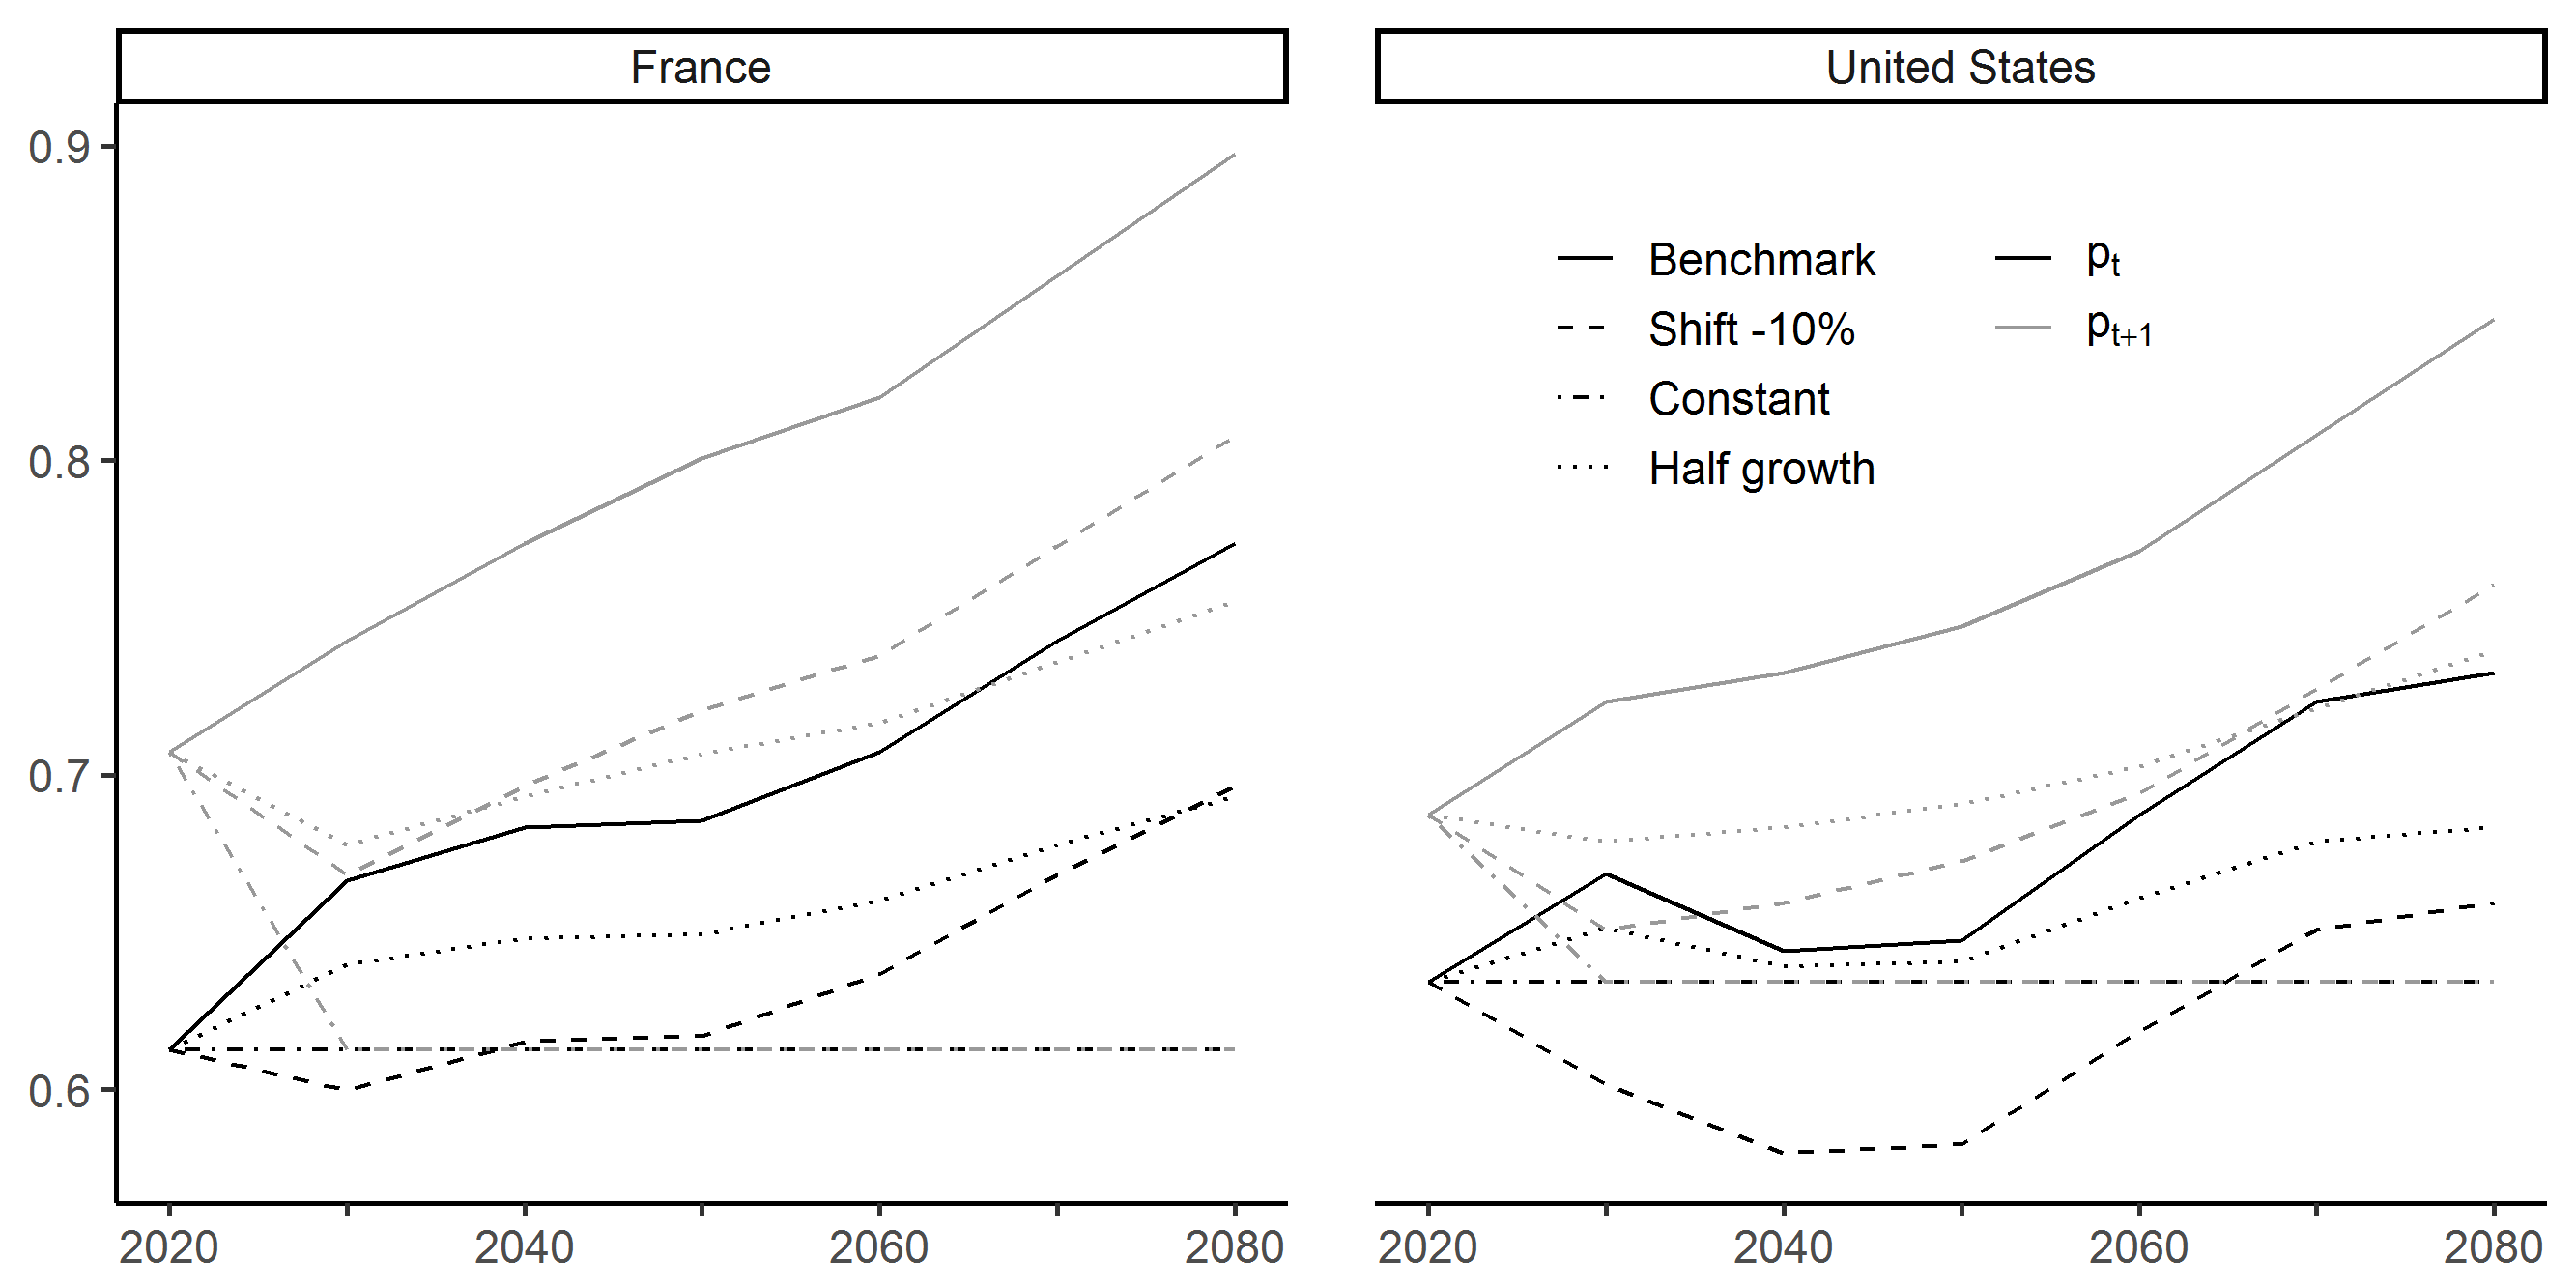 France
United States
0.9
0.8
0.7
0.6
Benchmark
Shift -10%
Constant
Half growth
pt
pt+1
2020 2040 2060 2080
2020 2040 2060 2080